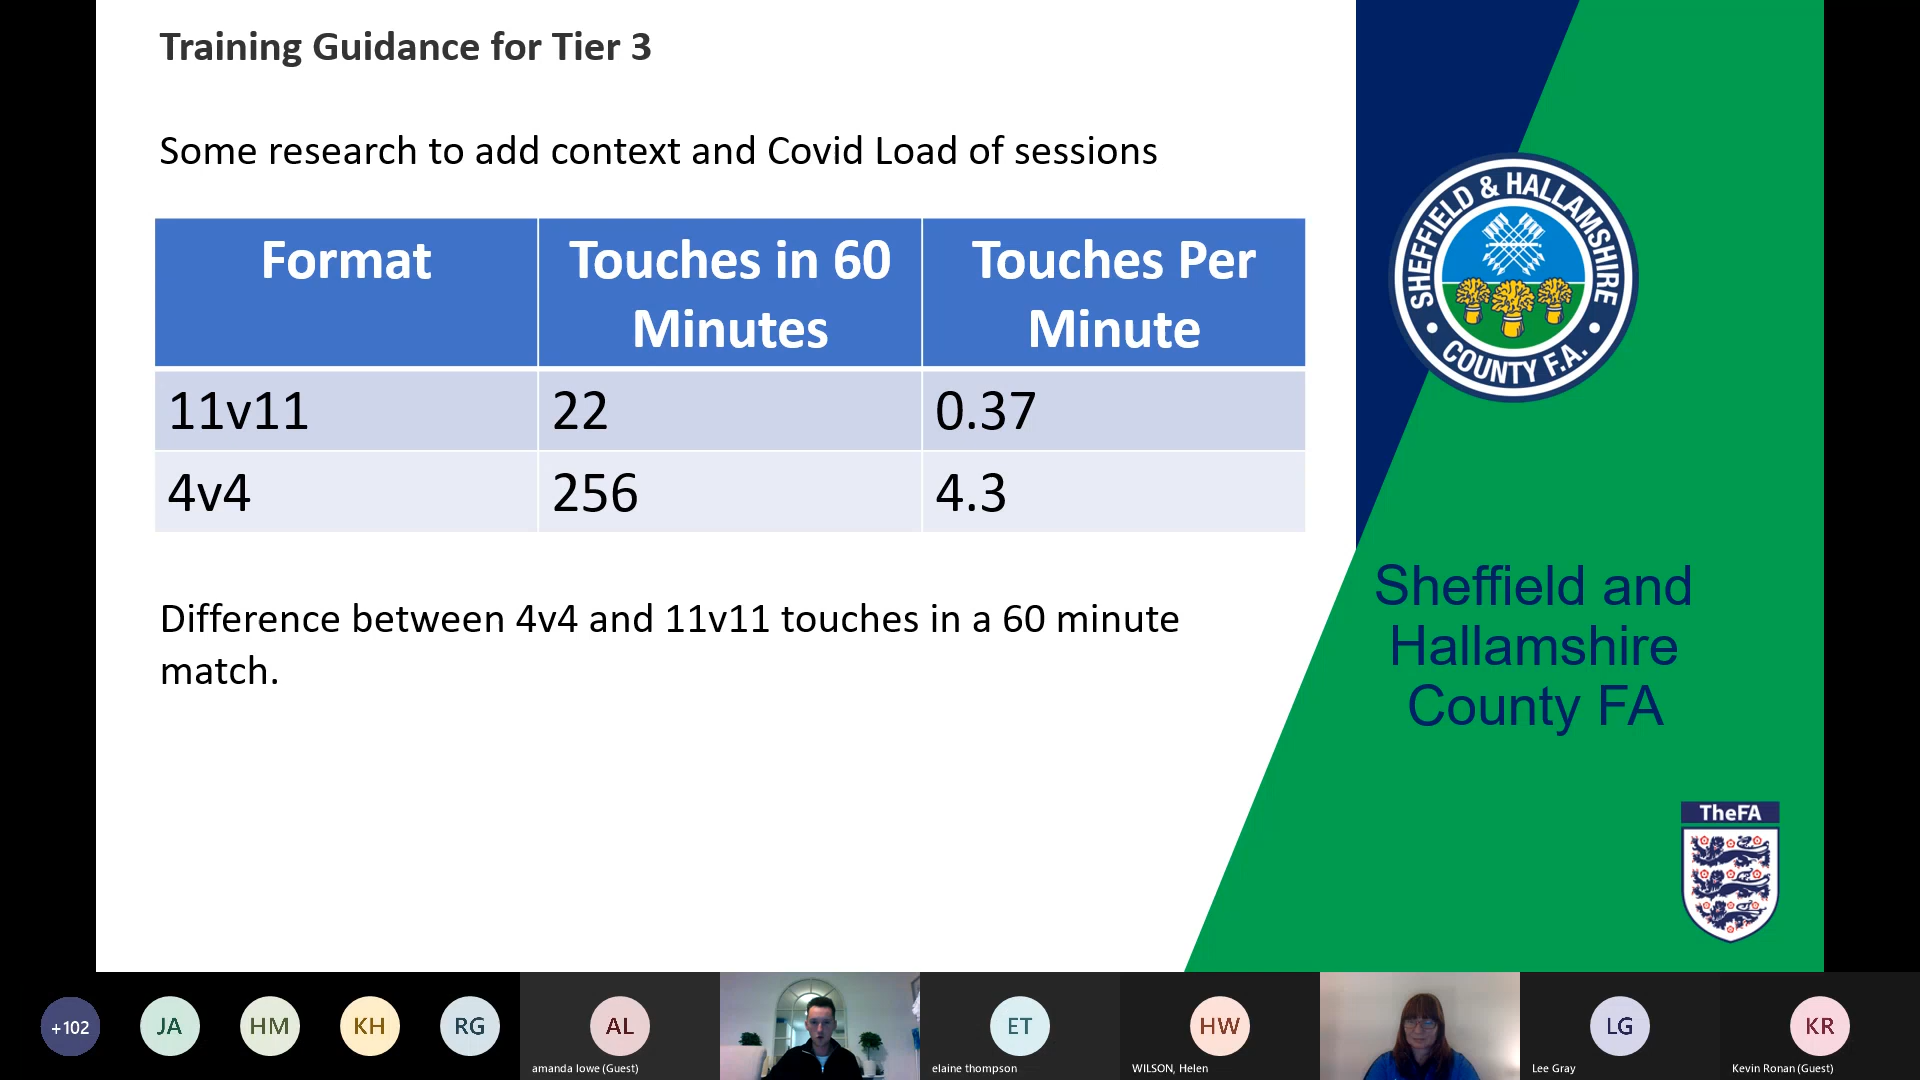 Training Guidance for Tier 3
Some research to add context and Covid Load of sessions
Format
Touches in 60
Minutes
Touches Per
Minute
11v11
22
0.37
4v4
256
4.3
Difference between 4v4 and 11v11 touches in a 60 minute
match.
SHEFFIELD & HALLAMSHIRE
COUNTY F.A.
Sheffield and
Hallamshire
County FA
TheFA
+102
JA
HM
KH
RG
AL
amanda lowe (Guest)
ET
elaine thompson
HW
WILSON, Helen
LG
Lee Gray
KR
Kevin Ronan (Guest)